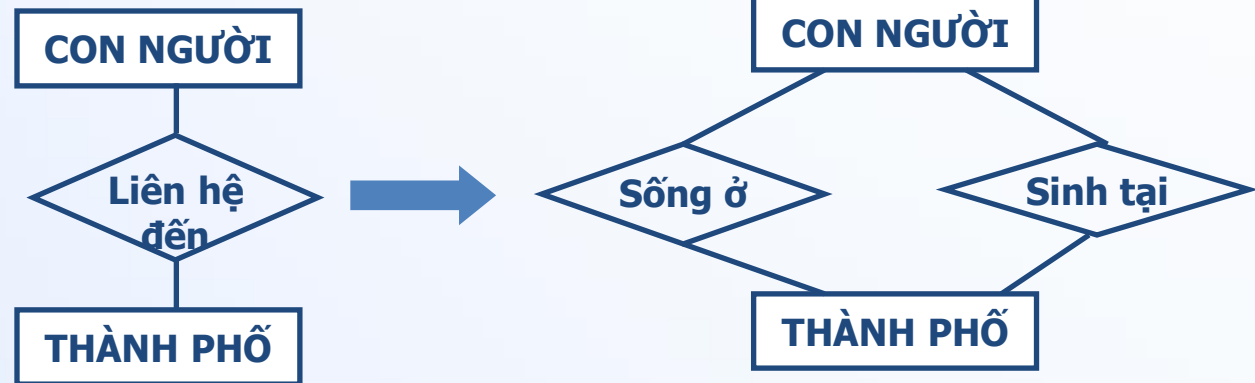 CON NGƯỜI
Liên hệ
đến
THÀNH PHỐ
CON NGƯỜI
Sống ở
Sinh tại
THÀNH PHỐ